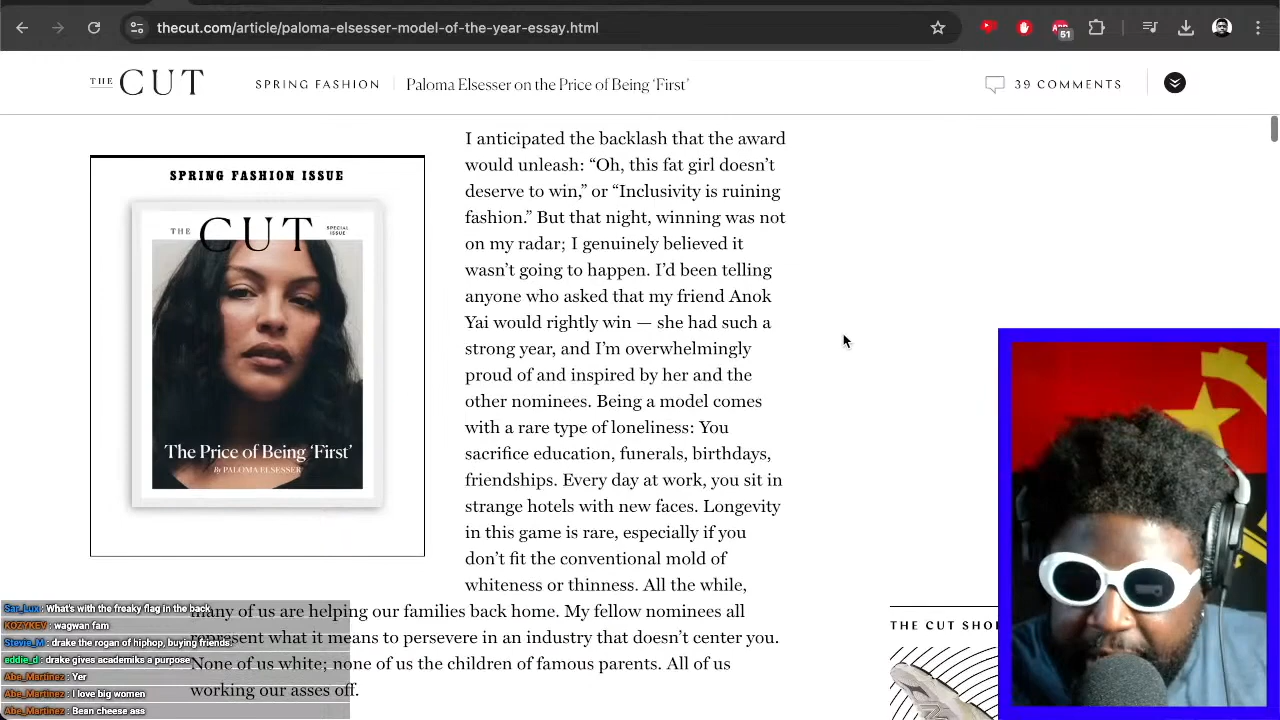 thecut.com/article/paloma-elsesser-model-of-the-year-essay.html
51
THE CUT
SPRING FASHION
Paloma Elsesser on the Price of Being ‘First’
39 COMMENTS
SPRING FASHION ISSUE
THE CUT
SPECIAL
ISSUE
The Price of Being ‘First’
By PALOMA ELSESSER
I anticipated the backlash that the award
would unleash: “Oh, this fat girl doesn’t
deserve to win,” or “Inclusivity is ruining
fashion.” But that night, winning was not
on my radar; I genuinely believed it
wasn’t going to happen. I’d been telling
anyone who asked that my friend Anok
Yai would rightly win — she had such a
strong year, and I’m overwhelmingly
proud of and inspired by her and the
other nominees. Being a model comes
with a rare type of loneliness: You
sacrifice education, funerals, birthdays,
friendships. Every day at work, you sit in
strange hotels with new faces. Longevity
in this game is rare, especially if you
don’t fit the conventional mold of
whiteness or thinness. All the while,
many of us are helping our families back home. My fellow nominees all
represent what it means to persevere in an industry that doesn’t center you.
None of us white; none of us the children of famous parents. All of us
working our asses off.
THE CUT SHO
Sar_Lux: What's with the freaky flag in the back
KOZYKEV: wagwan fam
Stevie_M: drake the rogan of hiphop, buying friends.
eddie_d: drake gives academiks a purpose
Abe_Martinez: Yer
Abe_Martinez: I love big women
Abe_Martinez: Bean cheese ass